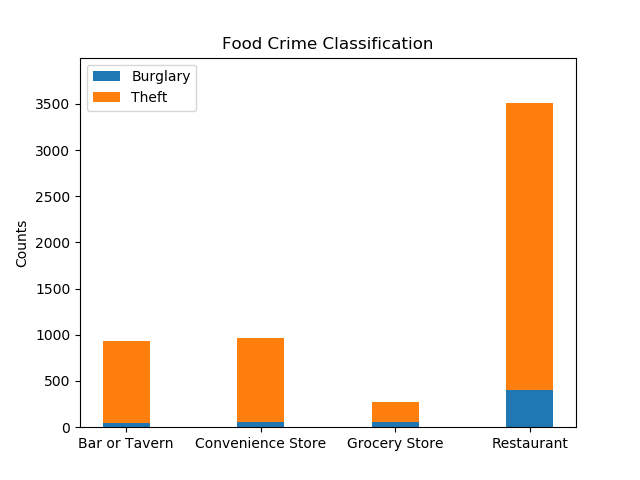 Food Crime Classification
Burglary
Theft
Counts
3500
3000
2500
2000
1500
1000
500
0
Bar or Tavern
Convenience Store
Grocery Store
Restaurant